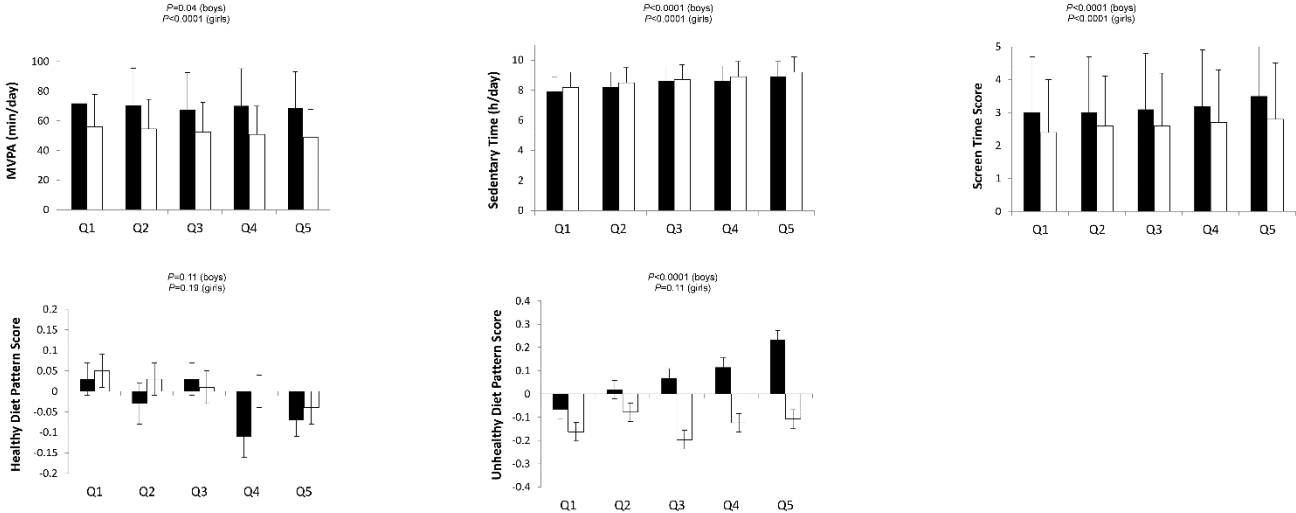 P=0.04 (boys)
P<0.0001 (girls)
MVPA (min/day)
100
80
60
40
20
0
Q1 Q2 Q3 Q4 Q5
P<0.0001 (boys)
P<0.0001 (girls)
Sedentary Time (h/day)
10
8
6
4
2
0
Q1 Q2 Q3 Q4 Q5
P<0.0001 (boys)
P<0.0001 (girls)
Screen Time Score
5
4
3
2
1
0
Q1 Q2 Q3 Q4 Q5
P=0.11 (boys)
P=0.19 (girls)
Healthy Diet Pattern Score
0.2
0.15
0.1
0.05
0
-0.05
-0.1
-0.15
-0.2
Q1 Q2 Q3 Q4 Q5
P<0.0001 (boys)
P=0.11 (girls)
Unhealthy Diet Pattern Score
0.4
0.3
0.2
0.1
0
-0.1
-0.2
-0.3
-0.4
Q1 Q2 Q3 Q4 Q5